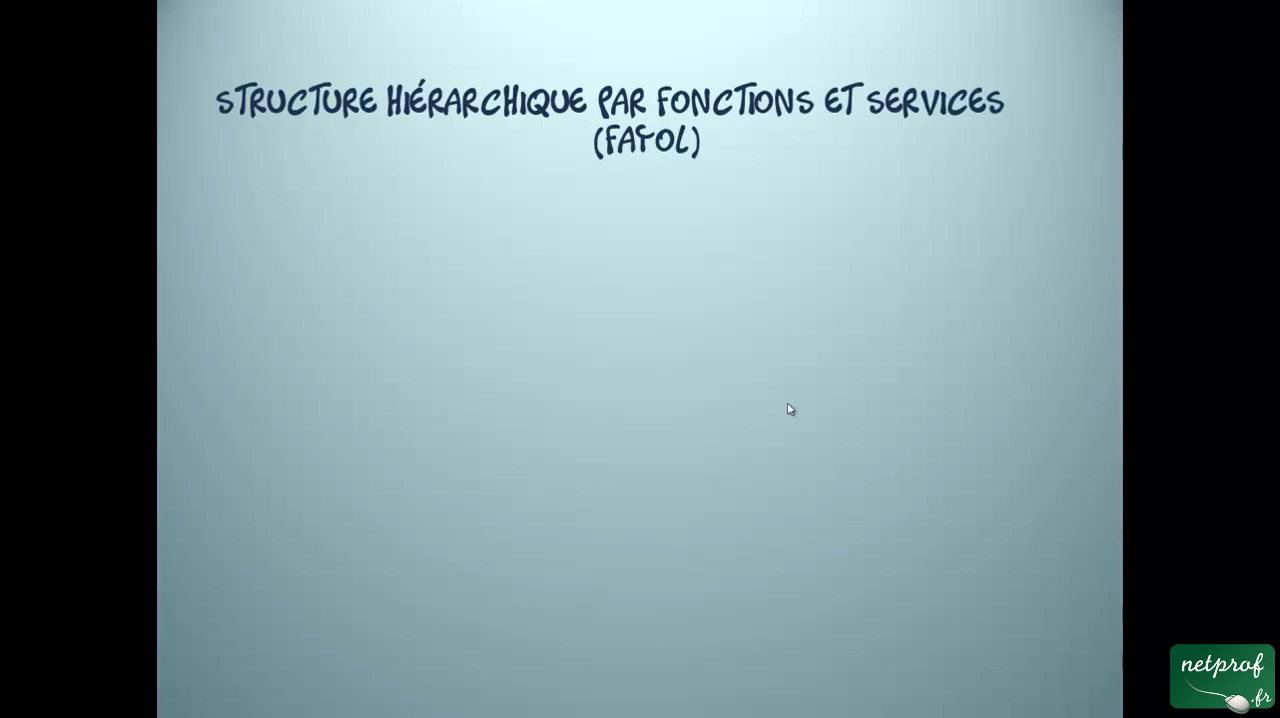 STRUCTURE HIÉRARCHIQUE PAR FONCTIONS ET SERVICES
(FAYOL)
netprof
.fr